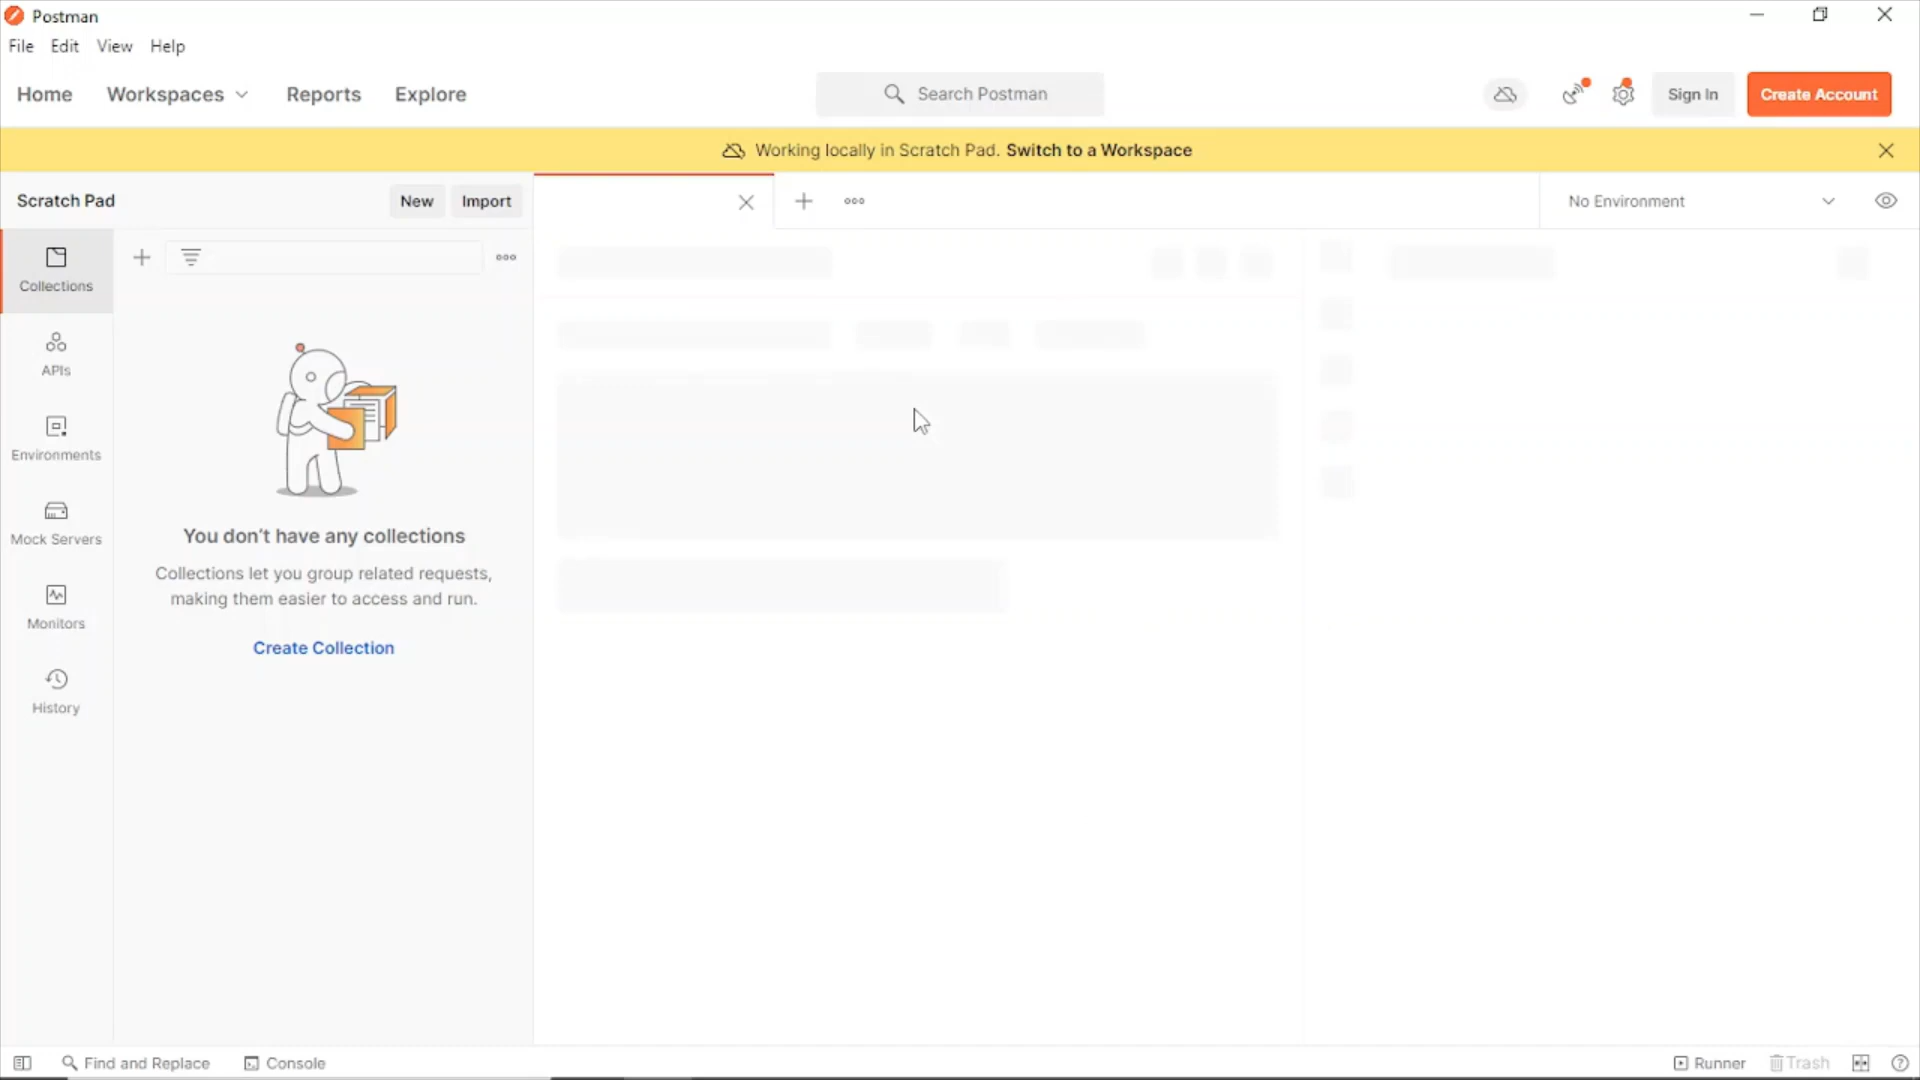 Postman
File Edit View Help
Home Workspaces Reports Explore Search Postman Sign In Create Account
Working locally in Scratch Pad. Switch to a Workspace
Scratch Pad New Import No Environment
Collections
APIs
Environments
Mock Servers
Monitors
History
You don't have any collections
Collections let you group related requests,
making them easier to access and run.
Create Collection
Find and Replace Console Runner Trash